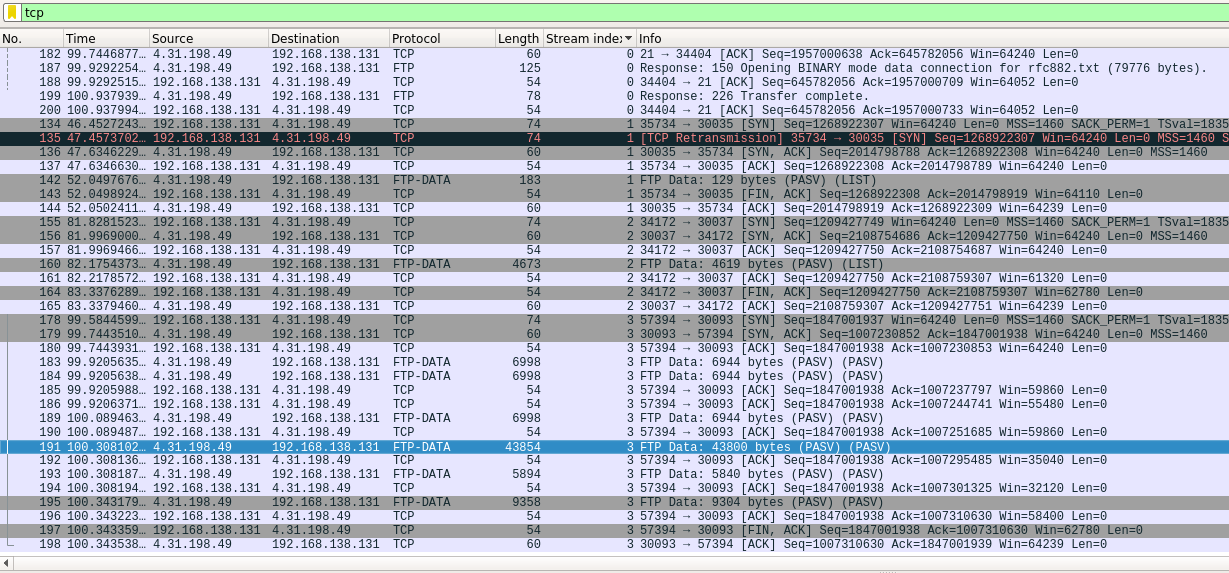 tcp
No. Time Source Destination Protocol Length Stream index Info
182 99.7446877… 4.31.198.49 192.168.138.131 TCP 60 0 21 → 34404 [ACK] Seq=1957000638 Ack=645782056 Win=64240 Len=0
187 99.9292254… 4.31.198.49 192.168.138.131 FTP 125 0 Response: 150 Opening BINARY mode data connection for rfc882.txt (79776 bytes).
188 99.9292515… 192.168.138.131 4.31.198.49 TCP 54 0 34404 → 21 [ACK] Seq=645782056 Ack=1957000709 Win=64052 Len=0
199 100.937939… 4.31.198.49 192.168.138.131 FTP 78 0 Response: 226 Transfer complete.
200 100.937994… 192.168.138.131 4.31.198.49 TCP 54 0 34404 → 21 [ACK] Seq=645782056 Ack=1957000733 Win=64052 Len=0
134 46.4527243… 192.168.138.131 4.31.198.49 TCP 74 1 35734 → 30035 [SYN] Seq=1268922307 Win=64240 Len=0 MSS=1460 SACK_PERM=1 TSval=1835
135 47.4573702… 192.168.138.131 4.31.198.49 TCP 74 1 [TCP Retransmission] 35734 → 30035 [SYN] Seq=1268922307 Win=64240 Len=0 MSS=1460 S
136 47.6346229… 4.31.198.49 192.168.138.131 TCP 60 1 30035 → 35734 [SYN, ACK] Seq=2014798788 Ack=1268922308 Win=64240 Len=0 MSS=1460
137 47.6346630… 192.168.138.131 4.31.198.49 TCP 54 1 35734 → 30035 [ACK] Seq=1268922308 Ack=2014798789 Win=64240 Len=0
142 52.0497676… 4.31.198.49 192.168.138.131 FTP-DATA 183 1 FTP Data: 129 bytes (PASV) (LIST)
143 52.0498924… 192.168.138.131 4.31.198.49 TCP 54 1 35734 → 30035 [FIN, ACK] Seq=1268922308 Ack=2014798919 Win=64110 Len=0
144 52.0502411… 4.31.198.49 192.168.138.131 TCP 60 1 30035 → 35734 [ACK] Seq=2014798919 Ack=1268922309 Win=64239 Len=0
155 81.8281523… 192.168.138.131 4.31.198.49 TCP 74 2 34172 → 30037 [SYN] Seq=1209427749 Win=64240 Len=0 MSS=1460 SACK_PERM=1 TSval=1835
156 81.9969000… 4.31.198.49 192.168.138.131 TCP 60 2 30037 → 34172 [SYN, ACK] Seq=2108754686 Ack=1209427750 Win=64240 Len=0 MSS=1460
157 81.9969466… 192.168.138.131 4.31.198.49 TCP 54 2 34172 → 30037 [ACK] Seq=1209427750 Ack=2108754687 Win=64240 Len=0
160 82.1754373… 4.31.198.49 192.168.138.131 FTP-DATA 4673 2 FTP Data: 4619 bytes (PASV) (LIST)
161 82.2178572… 192.168.138.131 4.31.198.49 TCP 54 2 34172 → 30037 [ACK] Seq=1209427750 Ack=2108759307 Win=61320 Len=0
164 83.3376289… 192.168.138.131 4.31.198.49 TCP 54 2 34172 → 30037 [FIN, ACK] Seq=1209427750 Ack=2108759307 Win=62780 Len=0
165 83.3379460… 4.31.198.49 192.168.138.131 TCP 60 2 30037 → 34172 [ACK] Seq=2108759307 Ack=1209427751 Win=64239 Len=0
178 99.5844599… 192.168.138.131 4.31.198.49 TCP 74 3 57394 → 30093 [SYN] Seq=1847001937 Win=64240 Len=0 MSS=1460 SACK_PERM=1 TSval=1835
179 99.7443510… 4.31.198.49 192.168.138.131 TCP 60 3 30093 → 57394 [SYN, ACK] Seq=1007230852 Ack=1847001938 Win=64240 Len=0 MSS=1460
180 99.7443931… 192.168.138.131 4.31.198.49 TCP 54 3 57394 → 30093 [ACK] Seq=1847001938 Ack=1007230853 Win=64240 Len=0
183 99.9205635… 4.31.198.49 192.168.138.131 FTP-DATA 6998 3 FTP Data: 6944 bytes (PASV) (PASV)
184 99.9205638… 4.31.198.49 192.168.138.131 FTP-DATA 6998 3 FTP Data: 6944 bytes (PASV) (PASV)
185 99.9205988… 192.168.138.131 4.31.198.49 TCP 54 3 57394 → 30093 [ACK] Seq=1847001938 Ack=1007237797 Win=59860 Len=0
186 99.9206371… 192.168.138.131 4.31.198.49 TCP 54 3 57394 → 30093 [ACK] Seq=1847001938 Ack=1007244741 Win=55480 Len=0
189 100.089463… 4.31.198.49 192.168.138.131 FTP-DATA 6998 3 FTP Data: 6944 bytes (PASV) (PASV)
190 100.089487… 192.168.138.131 4.31.198.49 TCP 54 3 57394 → 30093 [ACK] Seq=1847001938 Ack=1007251685 Win=64240 Len=0
191 100.308102… 4.31.198.49 192.168.138.131 FTP-DATA 43854 3 FTP Data: 43800 bytes (PASV) (PASV)
192 100.308136… 192.168.138.131 4.31.198.49 TCP 54 3 57394 → 30093 [ACK] Seq=1847001938 Ack=1007295485 Win=35040 Len=0
193 100.308187… 4.31.198.49 192.168.138.131 FTP-DATA 5894 3 FTP Data: 5840 bytes (PASV) (PASV)
194 100.308194… 192.168.138.131 4.31.198.49 TCP 54 3 57394 → 30093 [ACK] Seq=1847001938 Ack=1007301325 Win=32120 Len=0
195 100.343179… 4.31.198.49 192.168.138.131 FTP-DATA 9358 3 FTP Data: 9304 bytes (PASV) (PASV)
196 100.343223… 192.168.138.131 4.31.198.49 TCP 54 3 57394 → 30093 [ACK] Seq=1847001938 Ack=1007310630 Win=58400 Len=0
197 100.343359… 192.168.138.131 4.31.198.49 TCP 54 3 57394 → 30093 [FIN, ACK] Seq=1847001938 Ack=1007310630 Win=62780 Len=0
198 100.343538… 4.31.198.49 192.168.138.131 TCP 60 3 30093 → 57394 [ACK] Seq=1007310630 Ack=1847001939 Win=64239 Len=0